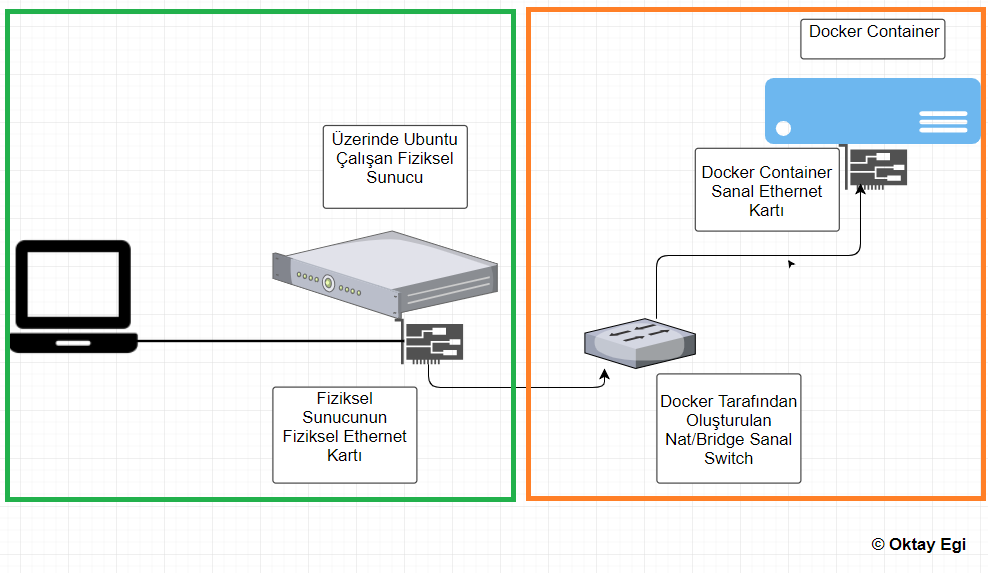 Docker Container
Üzerinde Ubuntu
Çalışan Fiziksel
Sunucu
Docker Container
Sanal Ethernet
Kartı
Fiziksel
Sunucunun
Fiziksel Ethernet
Kartı
Docker Tarafından
Oluşturulan
Nat/Bridge Sanal
Switch
© Oktay Egi